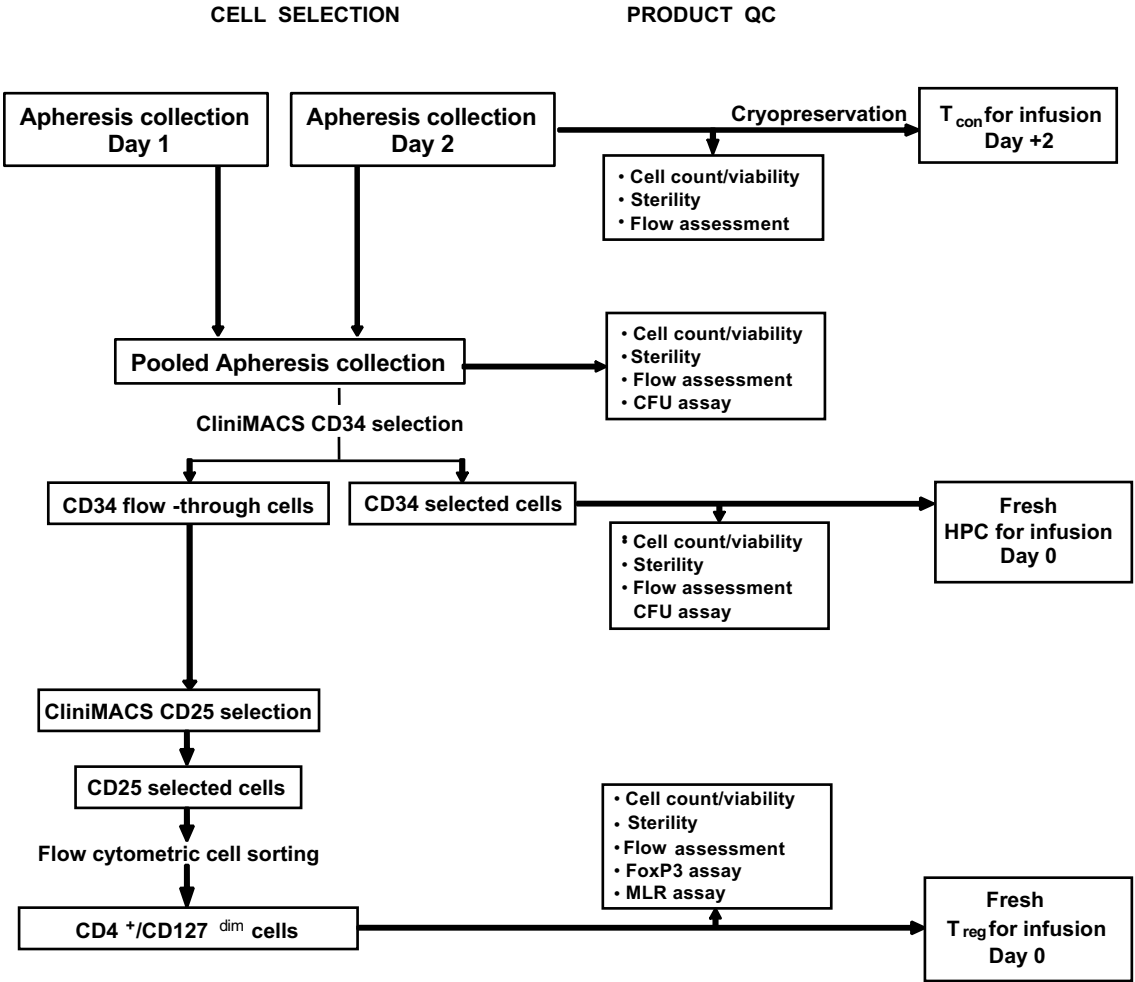 CELL SELECTION
PRODUCT QC
Apheresis collection
Day 1
Apheresis collection
Day 2
Cryopreservation
T con for infusion
Day +2
• Cell count/viability
• Sterility
• Flow assessment
Pooled Apheresis collection
• Cell count/viability
• Sterility
• Flow assessment
• CFU assay
CliniMACS CD34 selection
CD34 flow -through cells
CD34 selected cells
Fresh
HPC for infusion
Day 0
• Cell count/viability
• Sterility
• Flow assessment
CFU assay
CliniMACS CD25 selection
CD25 selected cells
Flow cytometric cell sorting
• Cell count/viability
• Sterility
• Flow assessment
• FoxP3 assay
• MLR assay
CD4 +/CD127 dim cells
Fresh
T reg for infusion
Day 0